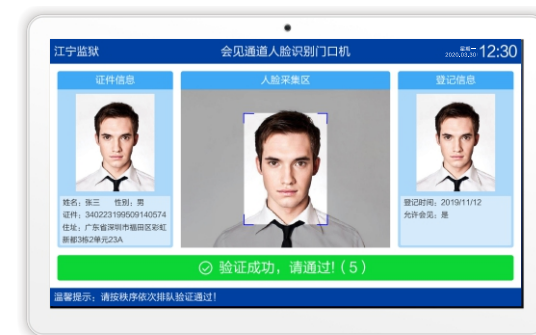 江宁监狱
会见通道人脸识别门口机
星期一
2020.03.30
12:30
证件信息
人脸采集区
登记信息
姓名：张三 性别：男
证件：340223199509140574
住址：广东省深圳市福田区彩虹
新都3栋2单元23A
登记时间：2019/11/12
允许会见：是
验证成功，请通过!（5）
温馨提示：请按秩序依次排队验证通过!